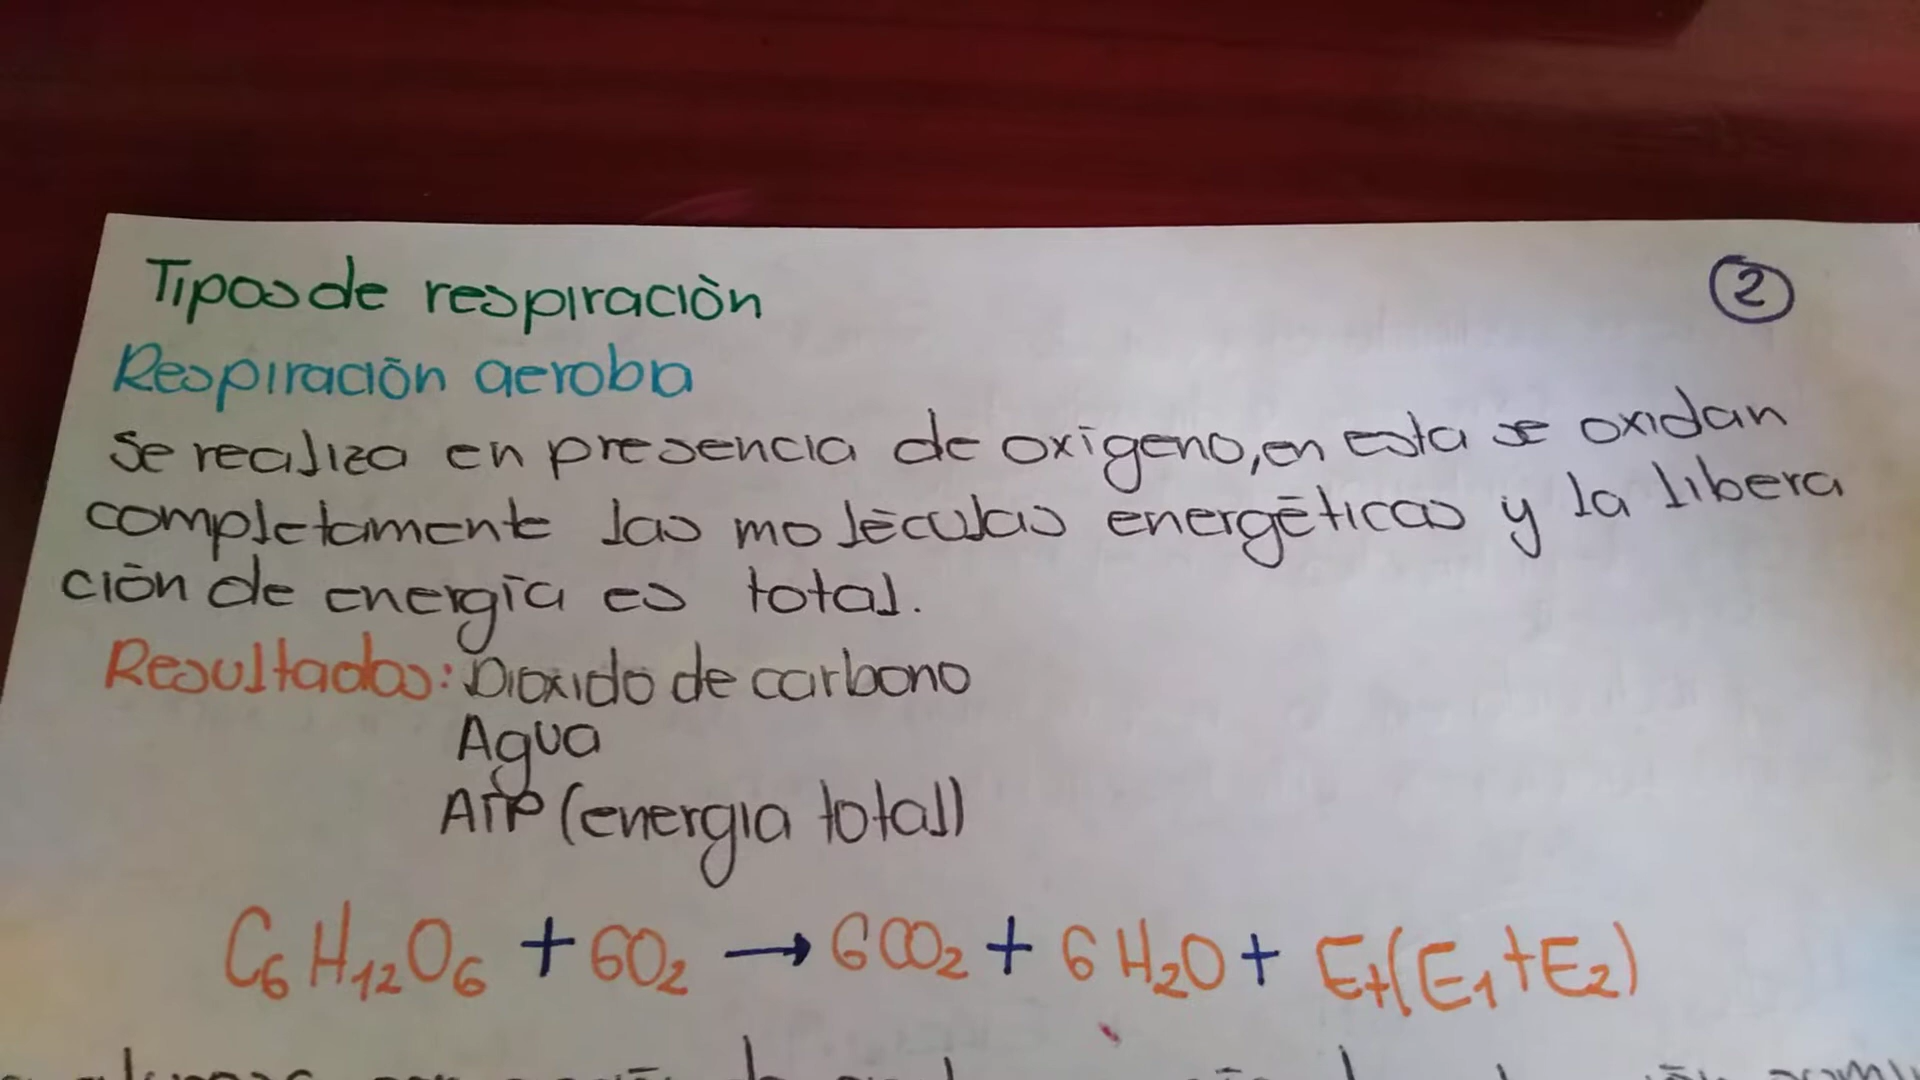 Tipos de respiración
②
Respiración aerobia
Se realiza en presencia de oxígeno, en esta se oxidan
completamente las moléculas energéticas y la libera
ción de energía es total.
Resultados: Dioxido de carbono
Agua
ATP (energia total)
C₆H₁₂O₆ + 6O₂ → 6CO₂ + 6H₂O + Et(E₁+E₂)